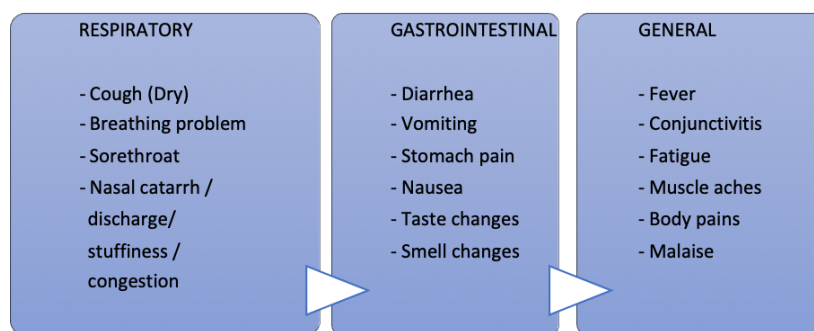 RESPIRATORY
- Cough (Dry)
- Breathing problem
- Sorethroat
- Nasal catarrh /
discharge/
stuffiness /
congestion
GASTROINTESTINAL
- Diarrhea
- Vomiting
- Stomach pain
- Nausea
- Taste changes
- Smell changes
GENERAL
- Fever
- Conjunctivitis
- Fatigue
- Muscle aches
- Body pains
- Malaise